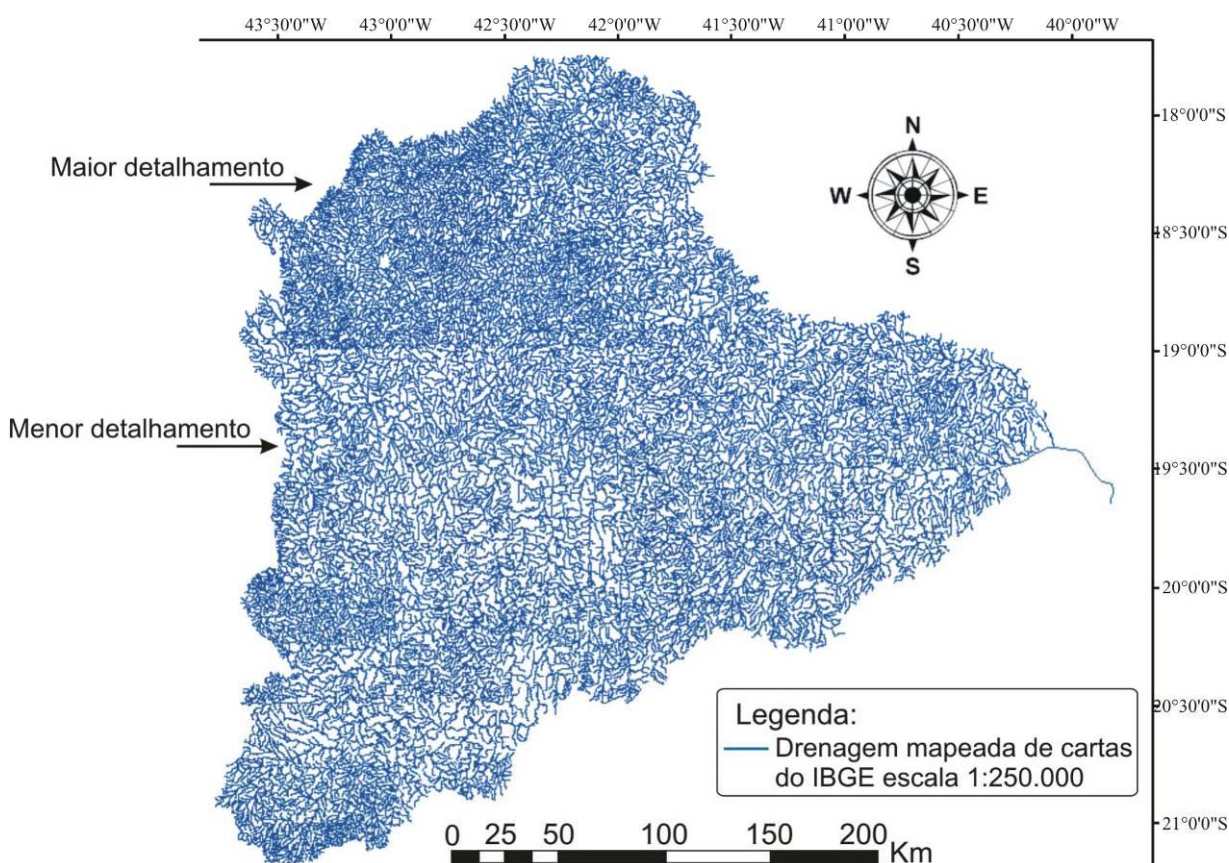 43°30'0"W 43°0'0"W 42°30'0"W 42°0'0"W 41°30'0"W 41°0'0"W 40°30'0"W 40°0'0"W
18°0'0"S
Maior detalhamento
N
W E
S
18°30'0"S
19°0'0"S
Menor detalhamento
19°30'0"S
20°0'0"S
20°30'0"S
Legenda:
Drenagem mapeada de cartas
do IBGE escala 1:250.000
21°0'0"S
0 25 50 100 150 200
Km